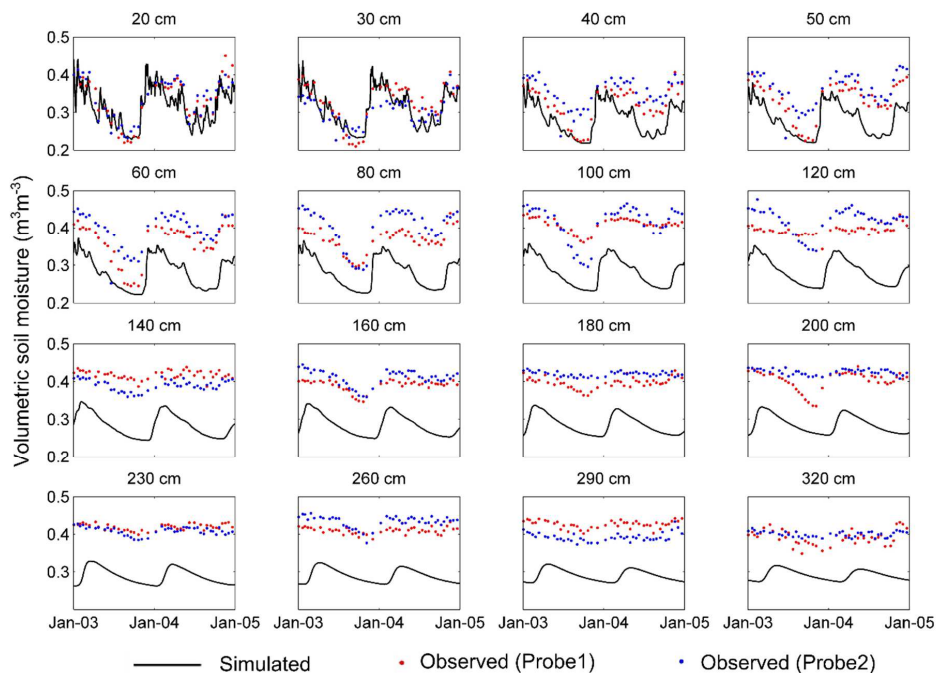 20 cm 30 cm 40 cm 50 cm
0.5
0.4
0.3
0.2
60 cm 80 cm 100 cm 120 cm
0.5
0.4
0.3
0.2
140 cm 160 cm 180 cm 200 cm
0.5
0.4
0.3
0.2
230 cm 260 cm 290 cm 320 cm
0.5
0.4
0.3
Volumetric soil moisture (m³m⁻³)
Jan-03 Jan-04 Jan-05 Jan-03 Jan-04 Jan-05 Jan-03 Jan-04 Jan-05 Jan-03 Jan-04 Jan-05
Simulated Observed (Probe1) Observed (Probe2)